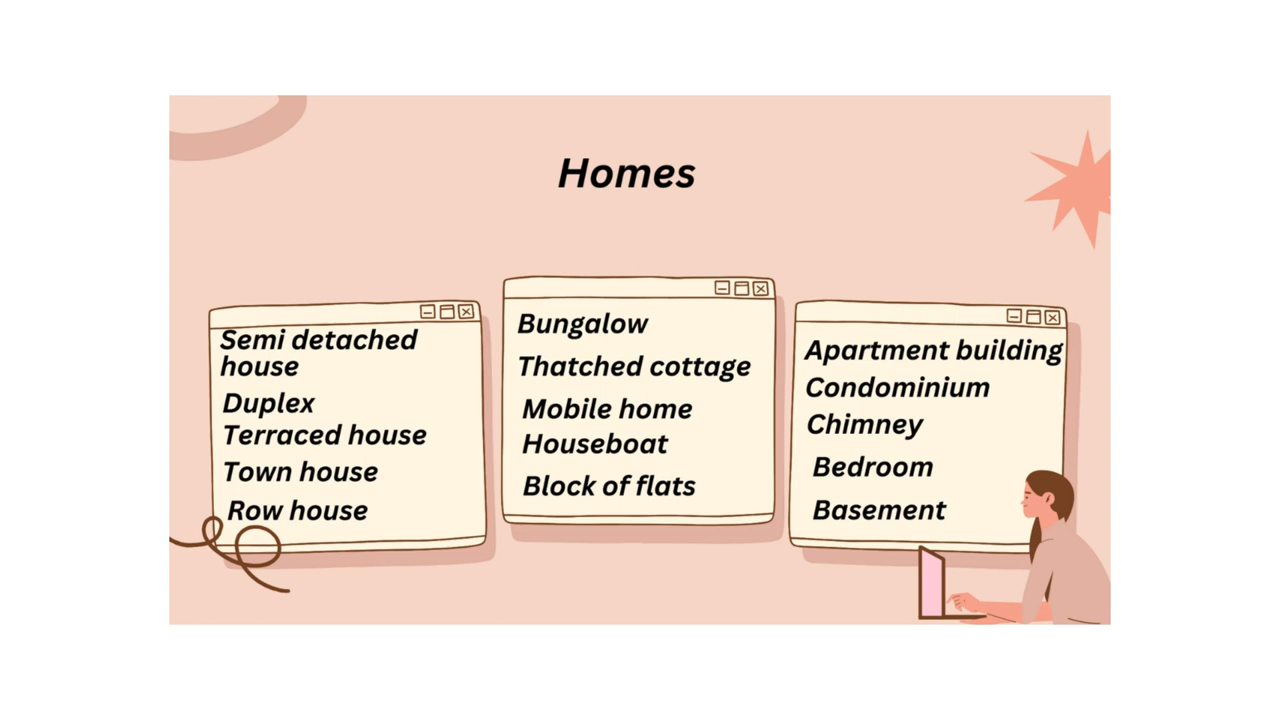 Homes
Semi detached
house
Duplex
Terraced house
Town house
Row house
Bungalow
Thatched cottage
Mobile home
Houseboat
Block of flats
Apartment building
Condominium
Chimney
Bedroom
Basement